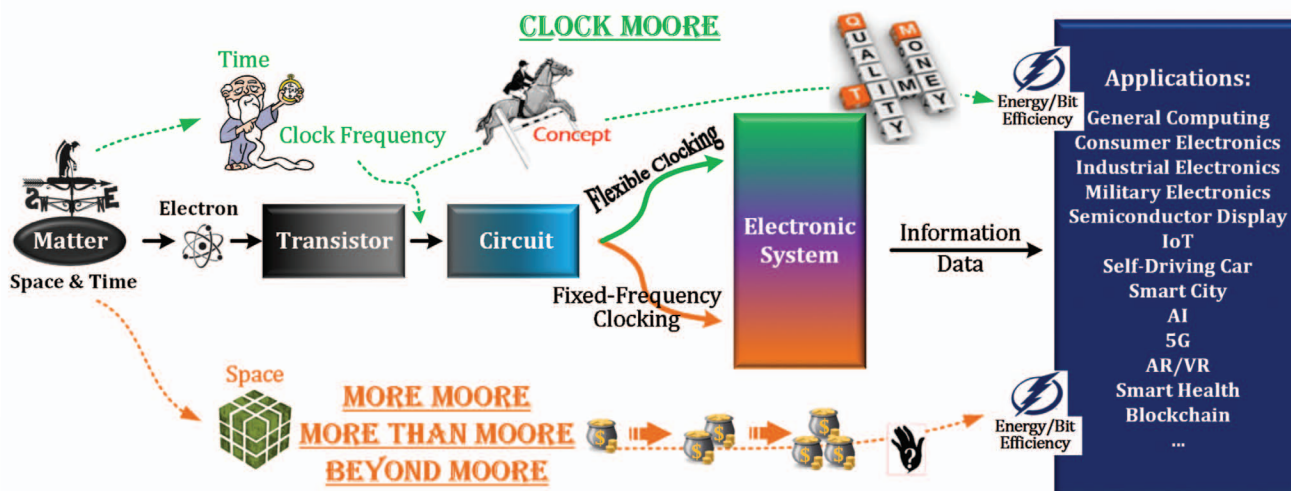 CLOCK MOORE
Time
Clock Frequency
Concept
QUALITY
TIME
MONEY
Energy/Bit
Efficiency
S N E
Matter
Space & Time
Electron
Transistor
Circuit
Flexible Clocking
Fixed-Frequency
Clocking
Electronic
System
Information
Data
Space
MORE MOORE
MORE THAN MOORE
BEYOND MOORE
$
$
$
$
$
$
?
Energy/Bit
Efficiency
Applications:
General Computing
Consumer Electronics
Industrial Electronics
Military Electronics
Semiconductor Display
IoT
Self-Driving Car
Smart City
AI
5G
AR/VR
Smart Health
Blockchain
...